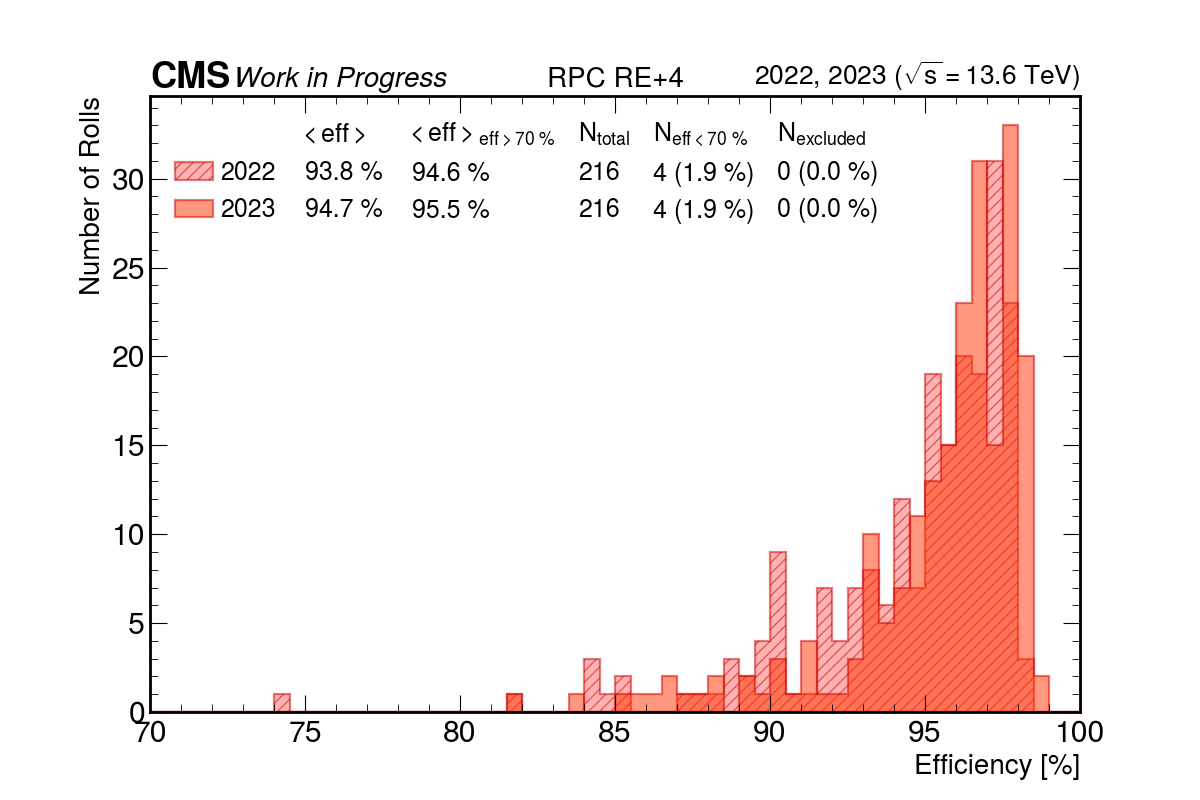 CMS Work in Progress RPC RE+4 2022, 2023 (√s = 13.6 TeV)
Number of Rolls
< eff > < eff > eff > 70 % Ntotal Neff < 70 % Nexcluded
2022 93.8 % 94.6 % 216 4 (1.9 %) 0 (0.0 %)
2023 94.7 % 95.5 % 216 4 (1.9 %) 0 (0.0 %)
30
25
20
15
10
5
0
70 75 80 85 90 95 100
Efficiency [%]